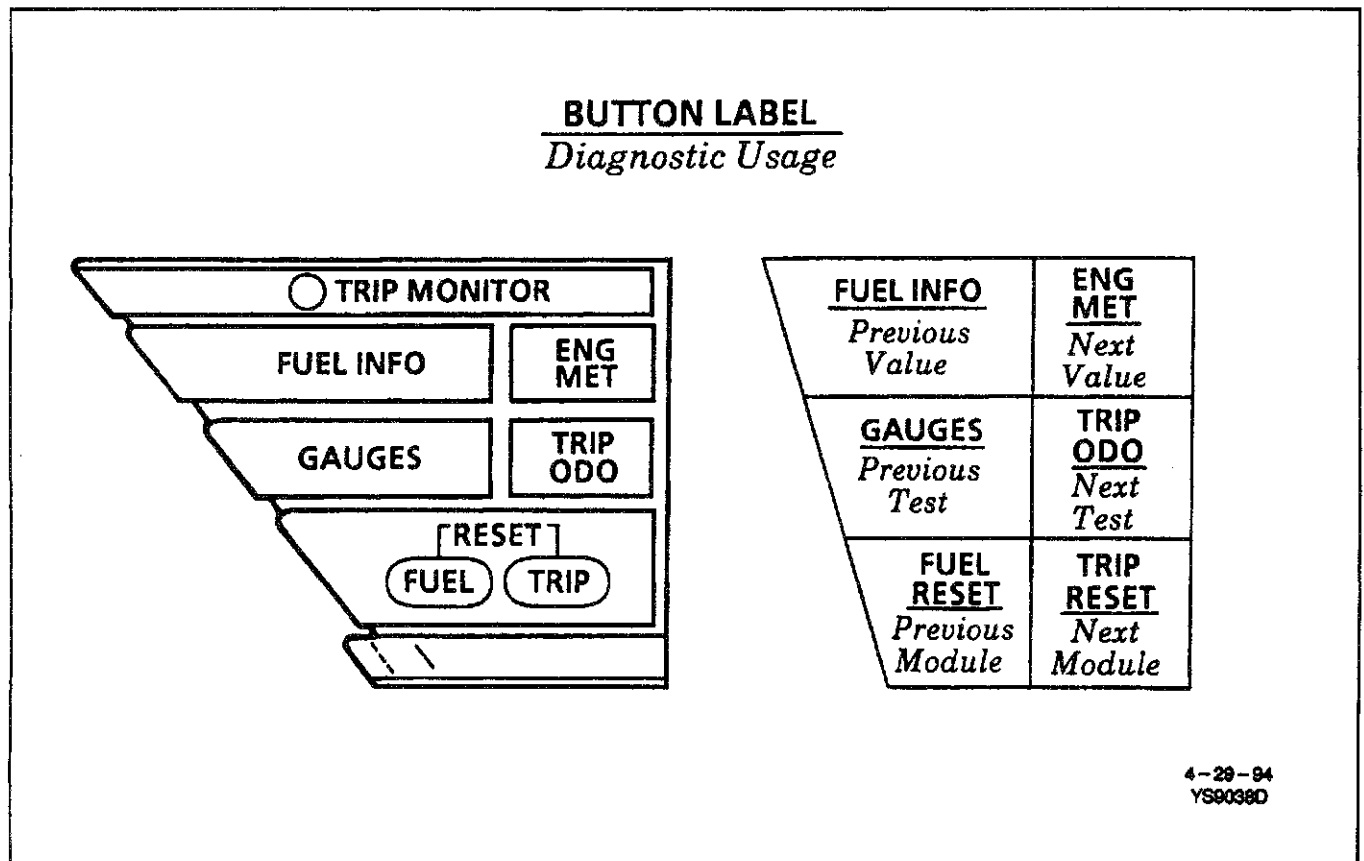 BUTTON LABEL
Diagnostic Usage
TRIP MONITOR
FUEL INFO
ENG
MET
GAUGES
TRIP
ODO
RESET
FUEL
TRIP
FUEL INFO
Previous
Value
ENG
MET
Next
Value
GAUGES
Previous
Test
TRIP
ODO
Next
Test
FUEL
RESET
Previous
Module
TRIP
RESET
Next
Module
4-29-94
YS9038D